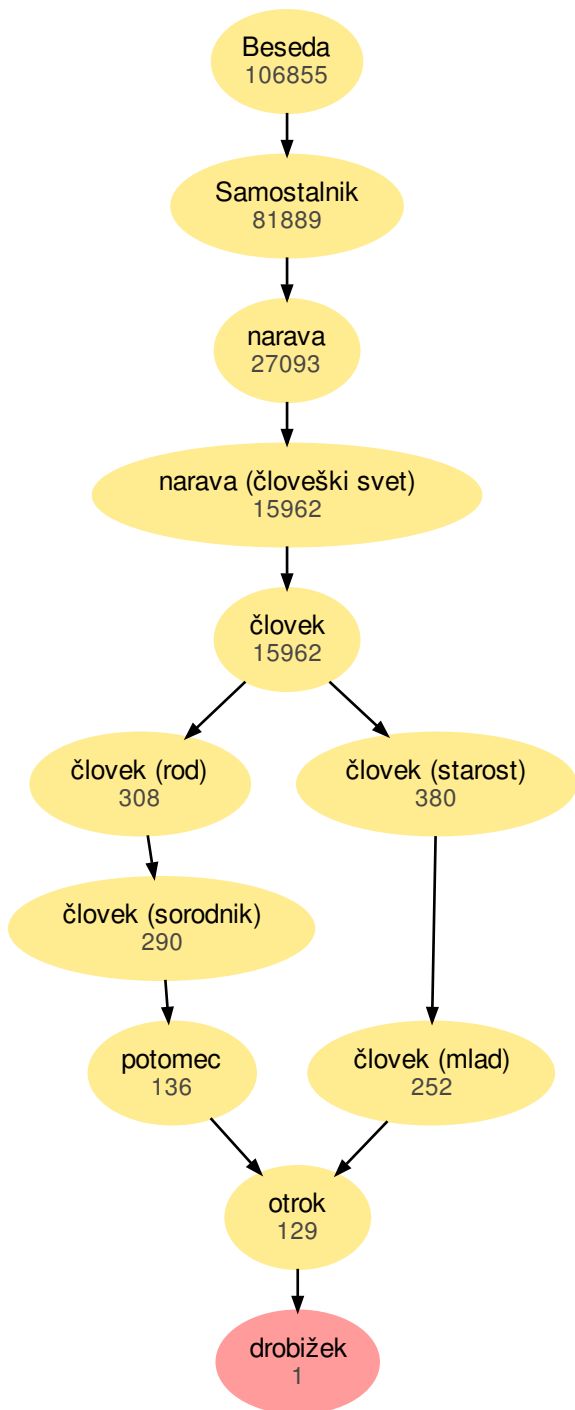 Beseda
106855
Samostalnik
81889
narava
27093
narava (človeški svet)
15962
človek
15962
človek (rod)
308
človek (starost)
380
človek (sorodnik)
290
potomec
136
človek (mlad)
252
otrok
129
drobižek
1